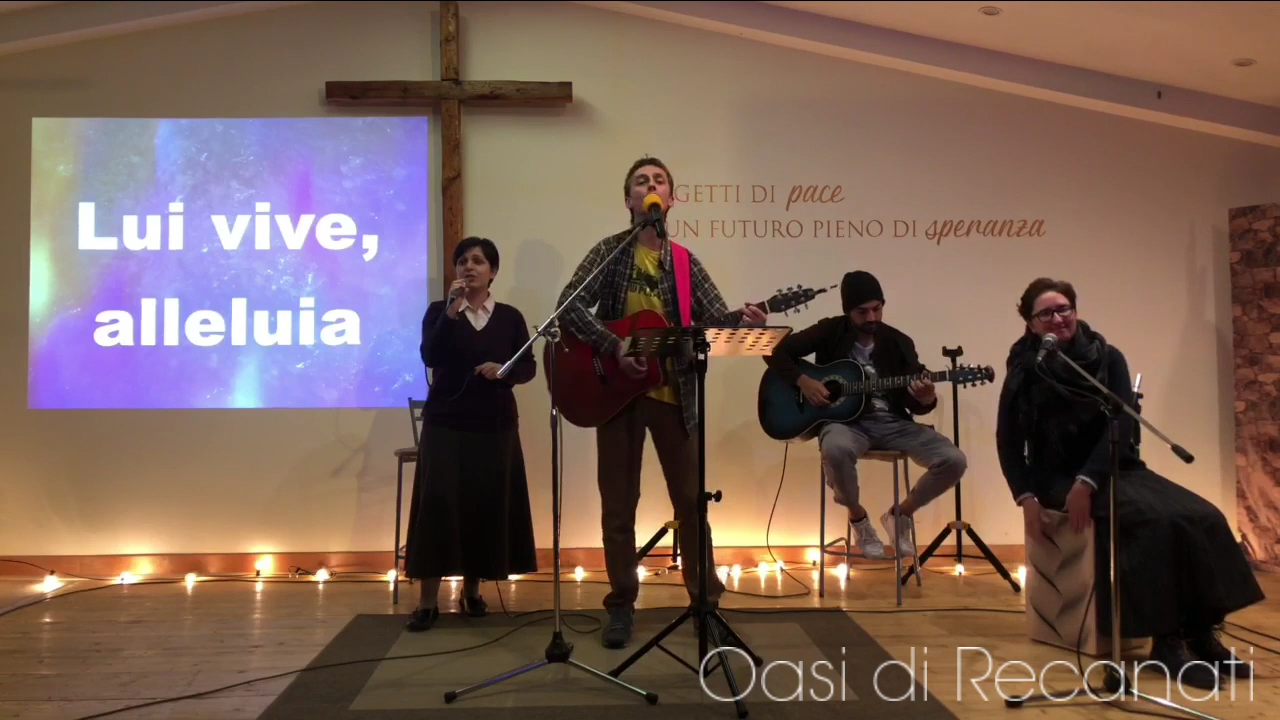 Lui vive,
alleluia
GETTI DI pace
UN FUTURO PIENO DI speranza
Oasi di Recanati